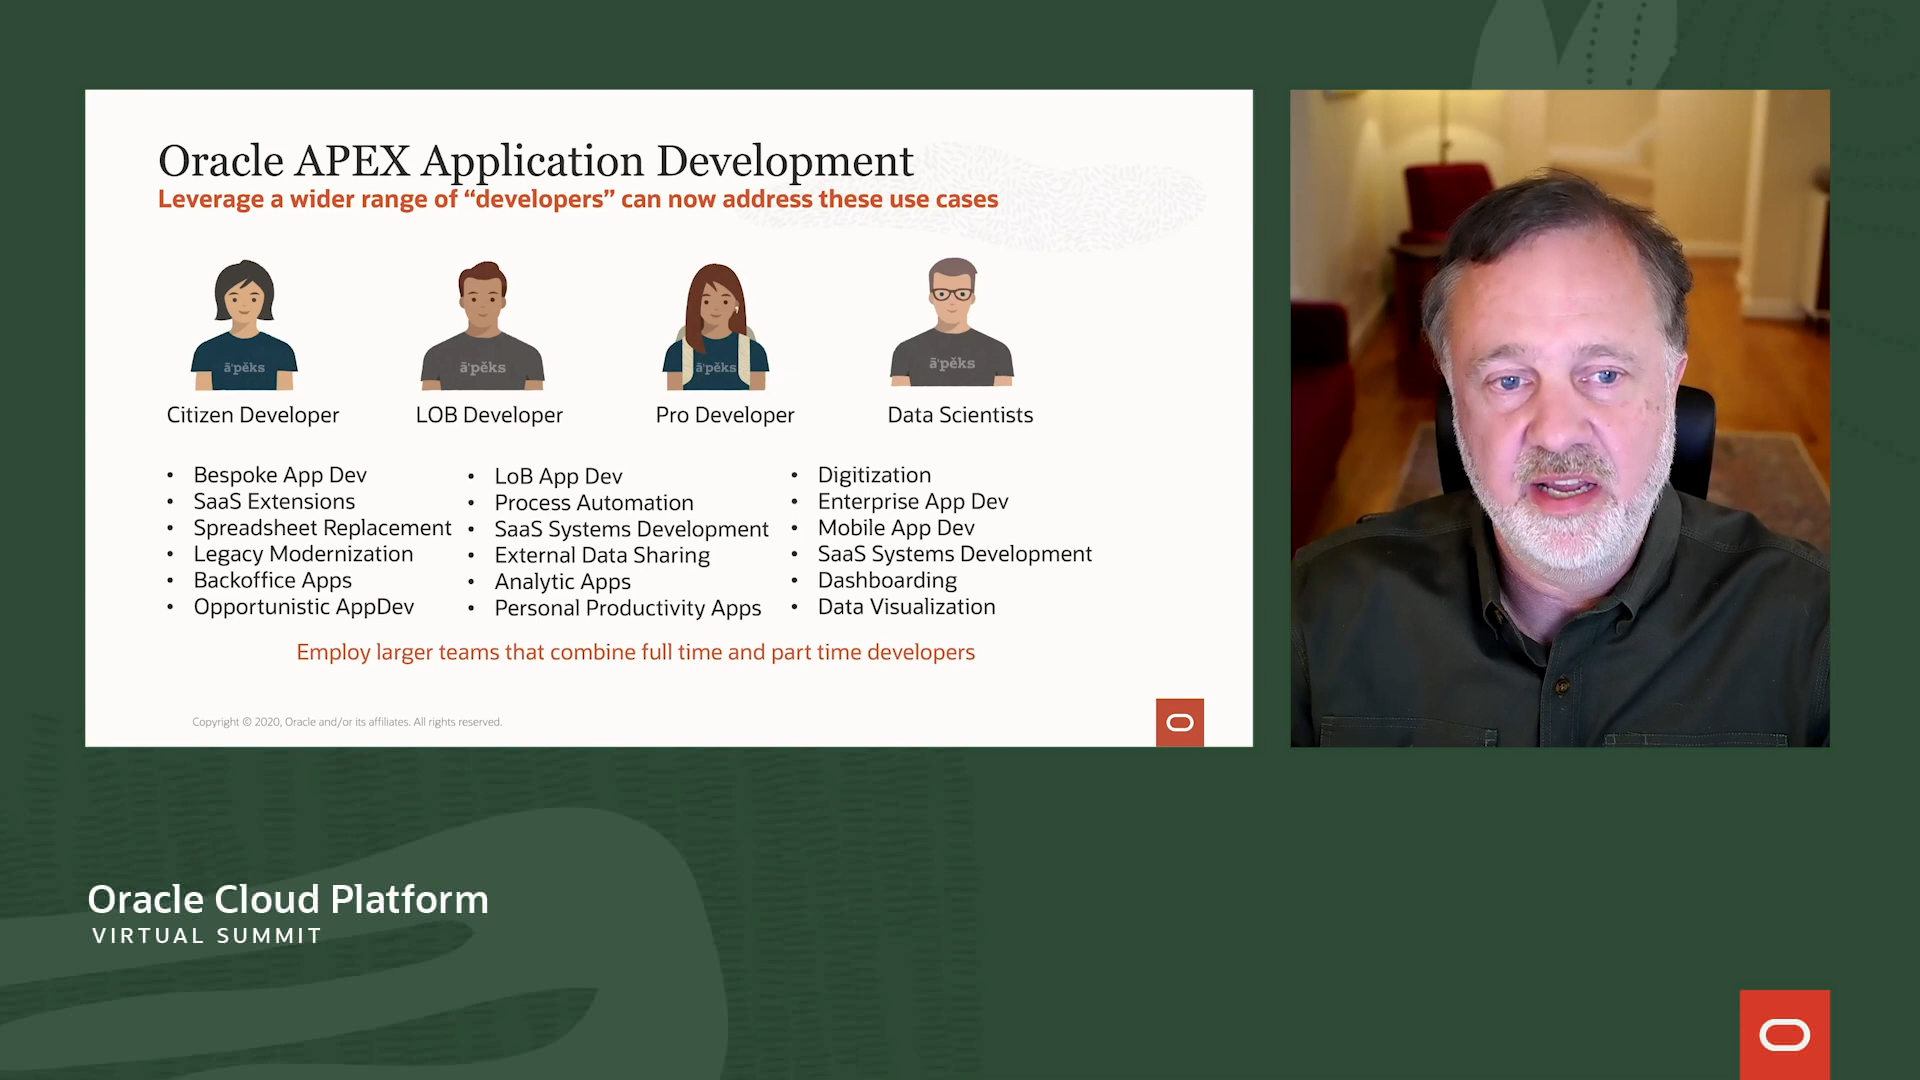 Oracle APEX Application Development
Leverage a wider range of “developers” can now address these use cases
ā'pěks
ā'pěks
ā'pěks
ā'pěks
Citizen Developer
LOB Developer
Pro Developer
Data Scientists
• Bespoke App Dev
• SaaS Extensions
• Spreadsheet Replacement
• Legacy Modernization
• Backoffice Apps
• Opportunistic AppDev
• LoB App Dev
• Process Automation
• SaaS Systems Development
• External Data Sharing
• Analytic Apps
• Personal Productivity Apps
• Digitization
• Enterprise App Dev
• Mobile App Dev
• SaaS Systems Development
• Dashboarding
• Data Visualization
Employ larger teams that combine full time and part time developers
Copyright © 2020, Oracle and/or its affiliates. All rights reserved.
Oracle Cloud Platform
VIRTUAL SUMMIT